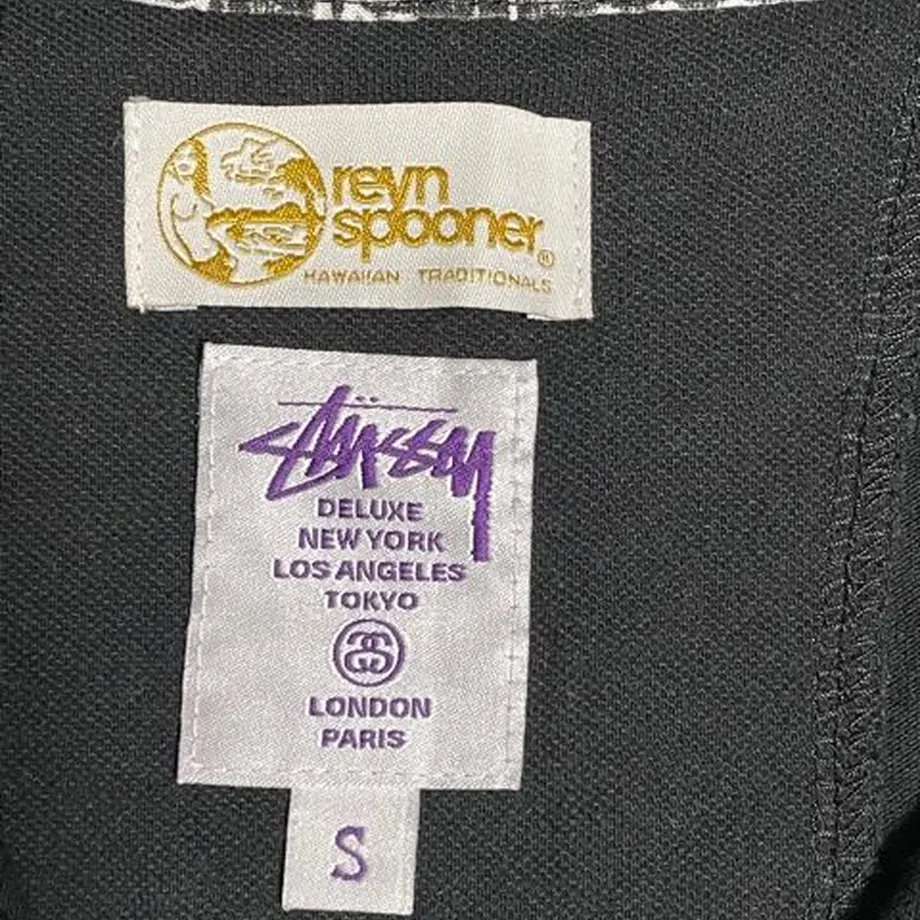 reyn
spooner®
HAWAIIAN TRADITIONALS
Stüssy
DELUXE
NEW YORK
LOS ANGELES
TOKYO
LONDON
PARIS
S